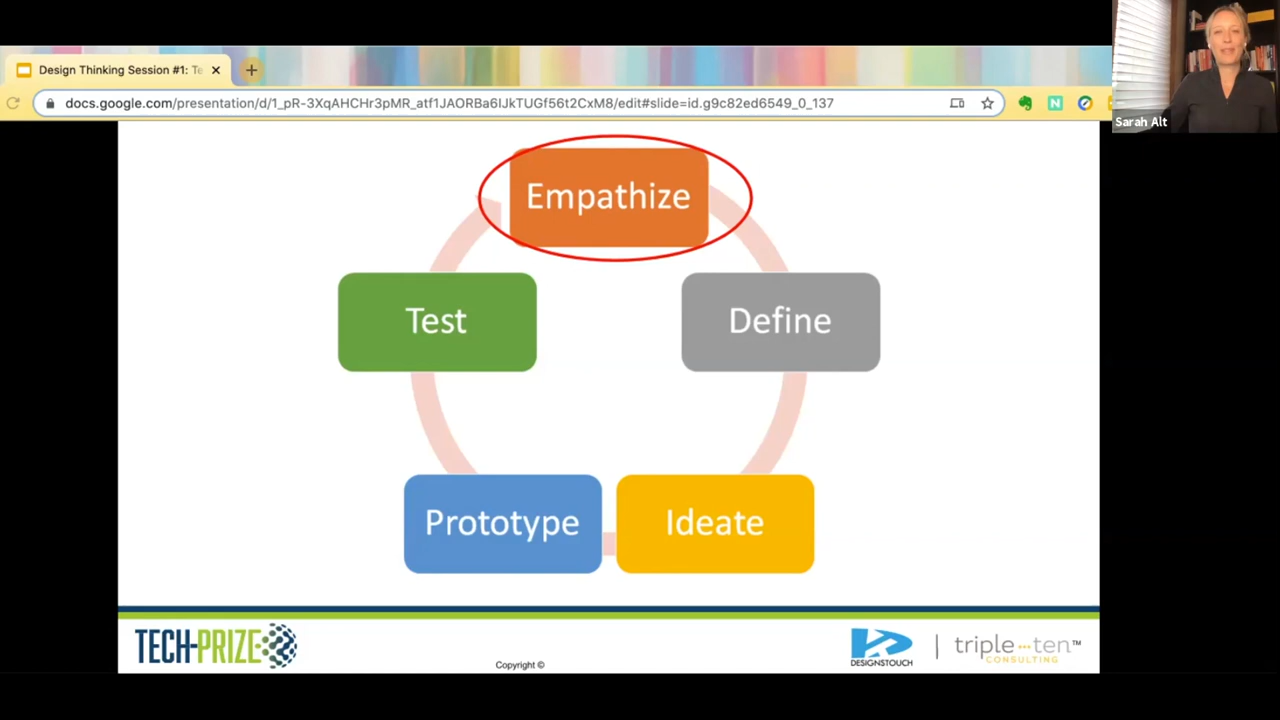 Design Thinking Session #1: Te
docs.google.com/presentation/d/1_pR-3XqAHCHr3pMR_atf1JAORBa6IJkTUGf56t2CxM8/edit#slide=id.g9c82ed6549_0_137
Sarah Alt
Empathize
Test
Define
Prototype
Ideate
TECH-PRIZE
Copyright ©
DESIGNSTOUCH
triple ten™
CONSULTING